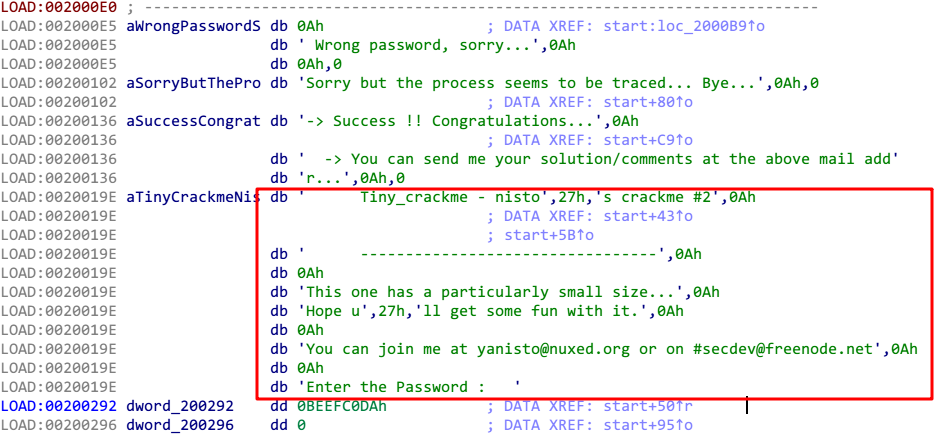 LOAD:002000E0 ; ---------------------------------------------------------------------------
LOAD:002000E5 aWrongPasswordS db 0Ah ; DATA XREF: start:loc_2000B9↑o
LOAD:002000E5 db ' Wrong password, sorry...',0Ah
LOAD:002000E5 db 0Ah,0
LOAD:00200102 aSorryButThePro db 'Sorry but the process seems to be traced... Bye...',0Ah,0
LOAD:00200102 ; DATA XREF: start+80↑o
LOAD:00200136 aSuccessCongrat db '-> Success !! Congratulations...',0Ah
LOAD:00200136 ; DATA XREF: start+C9↑o
LOAD:00200136 db '  -> You can send me your solution/comments at the above mail add'
LOAD:00200136 db 'r...',0Ah,0
LOAD:0020019E aTinyCrackmeNis db '      Tiny_crackme - nisto',27h,'s crackme #2',0Ah
LOAD:0020019E ; DATA XREF: start+43↑o
LOAD:0020019E ; start+5B↑o
LOAD:0020019E db '      ---------------------------------',0Ah
LOAD:0020019E db 0Ah
LOAD:0020019E db 'This one has a particularly small size...',0Ah
LOAD:0020019E db 'Hope u',27h,'ll get some fun with it.',0Ah
LOAD:0020019E db 0Ah
LOAD:0020019E db 'You can join me at yanisto@nuxed.org or on #secdev@freenode.net',0Ah
LOAD:0020019E db 0Ah
LOAD:0020019E db 'Enter the Password :   '
LOAD:00200292 dword_200292 dd 0BEEFC0DAh ; DATA XREF: start+50↑r
LOAD:00200296 dword_200296 dd 0 ; DATA XREF: start+95↑o